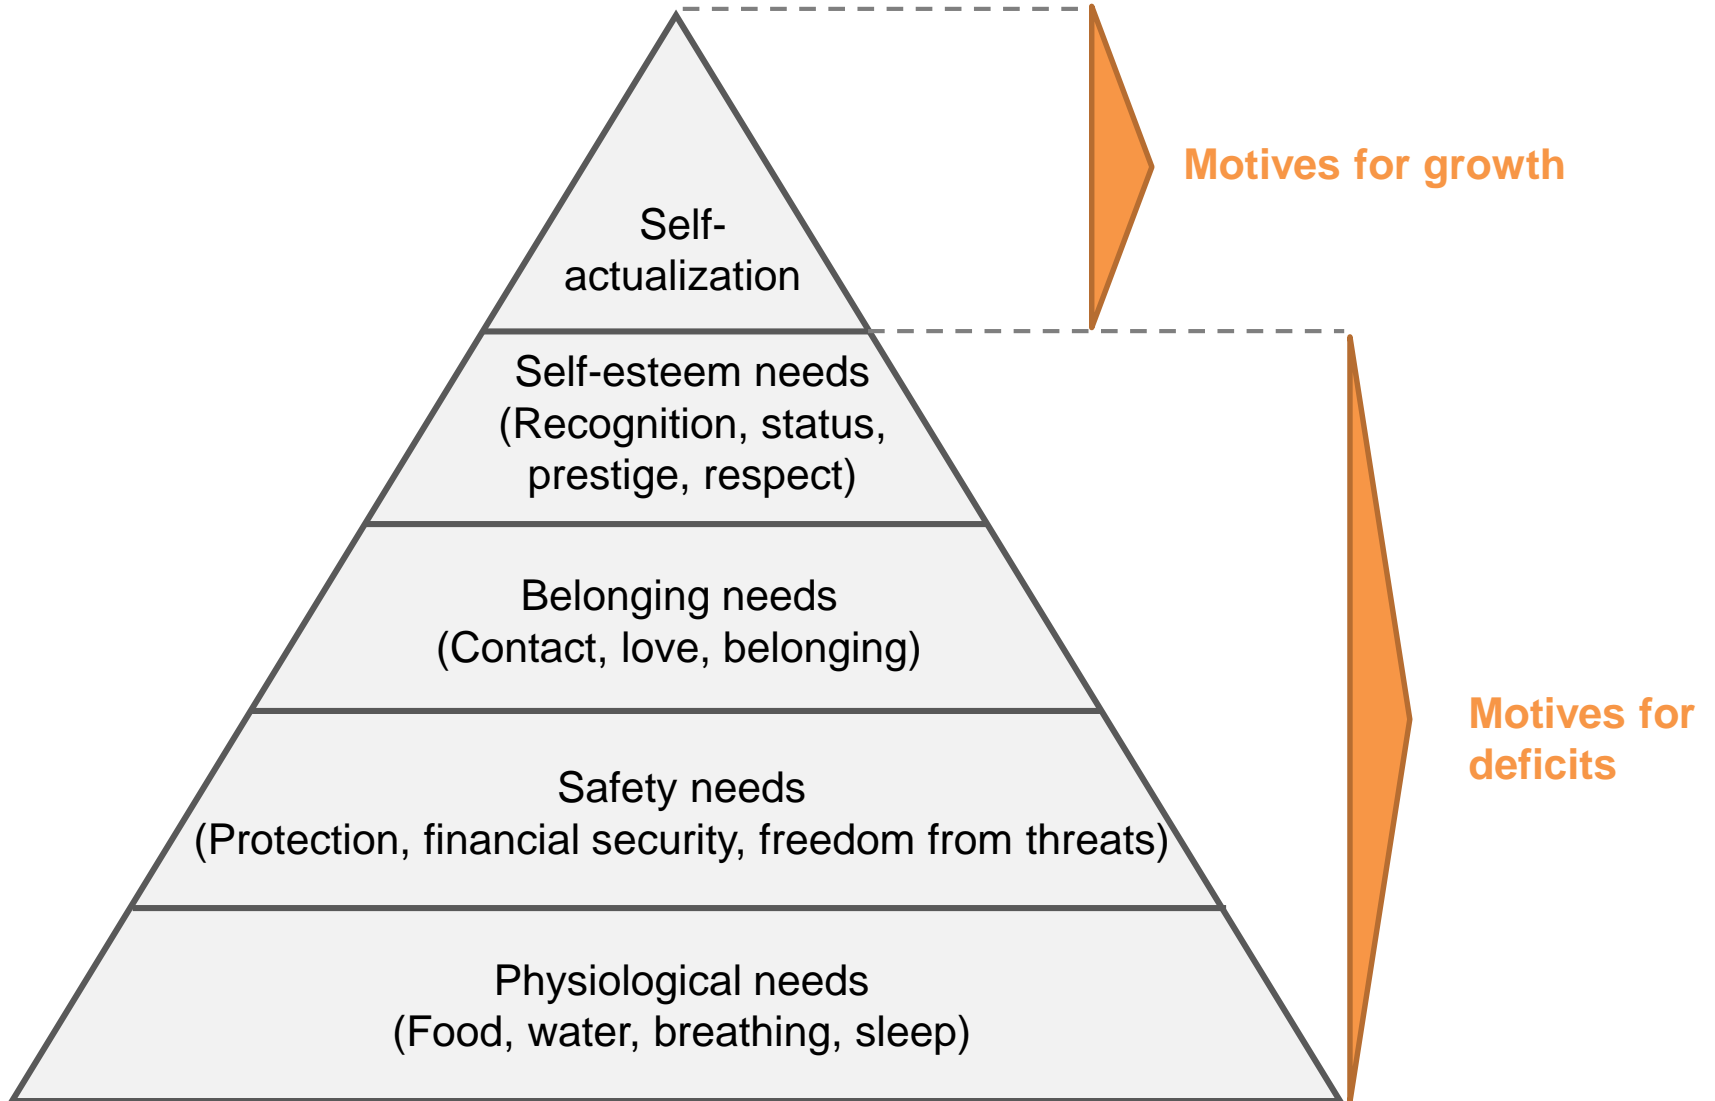 Motives for growth
Self-
actualization
Self-esteem needs
(Recognition, status,
prestige, respect)
Belonging needs
(Contact, love, belonging)
Motives for
deficits
Safety needs
(Protection, financial security, freedom from threats)
Physiological needs
(Food, water, breathing, sleep)